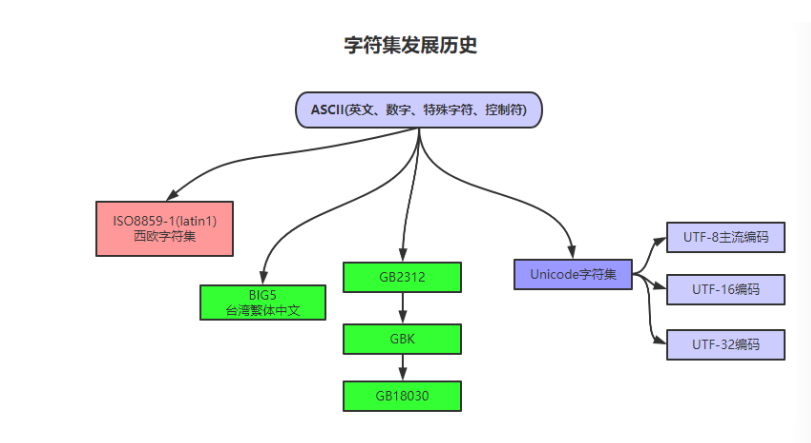 字符集发展历史
ASCII(英文、数字、特殊字符、控制符)
ISO8859-1(latin1)
西欧字符集
BIG5
台湾繁体中文
GB2312
GBK
GB18030
Unicode字符集
UTF-8主流编码
UTF-16编码
UTF-32编码